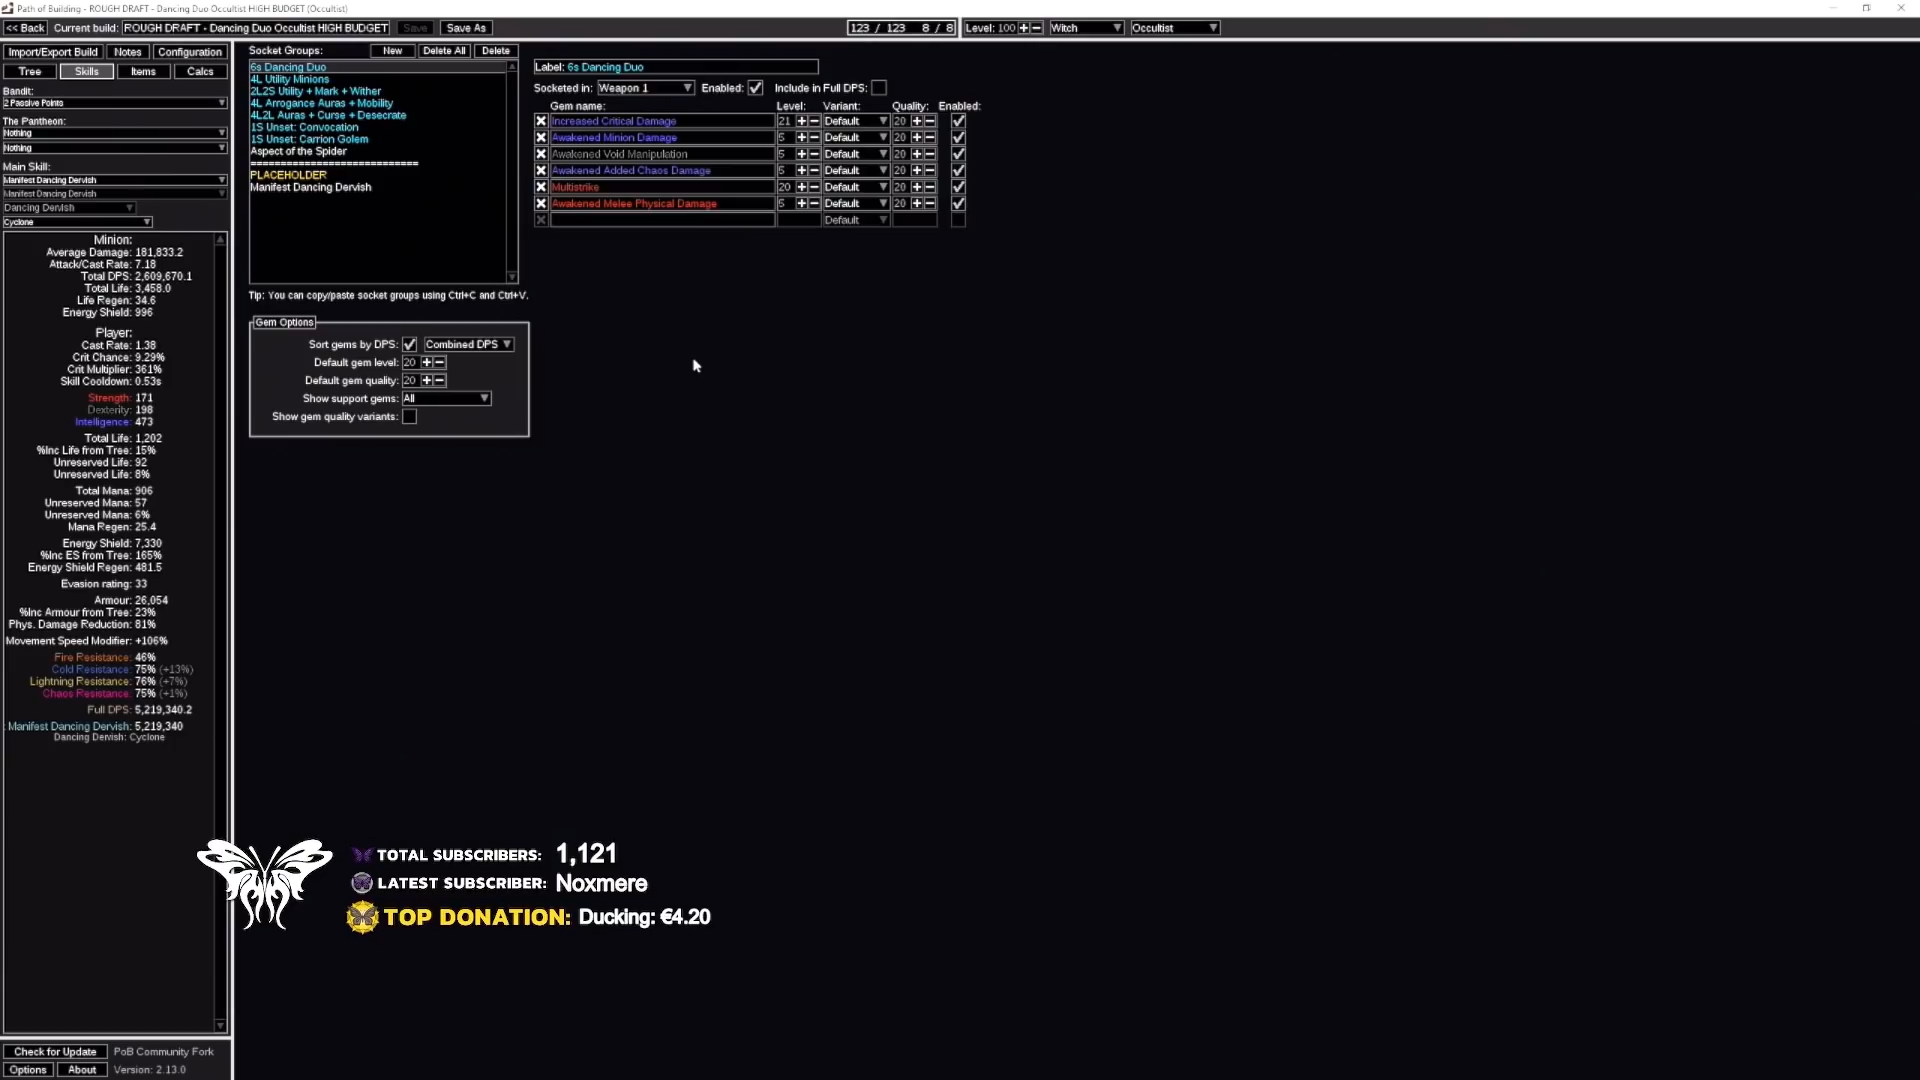 Path of Building - ROUGH DRAFT - Dancing Duo Occultist HIGH BUDGET (Occultist)
<< Back Current build: ROUGH DRAFT - Dancing Duo Occultist HIGH BUDGET Save Save As 123 / 123 8 / 8 Level: 100 Witch Occultist
Import/Export Build Notes Configuration
Tree Skills Items Calcs
Bandit:
2 Passive Points
The Pantheon:
Nothing
Nothing
Main Skill:
Manifest Dancing Dervish
Manifest Dancing Dervish
Dancing Dervish
Cyclone
Minion:
Average Damage: 181,833.2
Attack/Cast Rate: 7.18
Total DPS: 2,609,670.1
Total Life: 3,458.0
Life Regen: 34.6
Energy Shield: 996
Player:
Cast Rate: 1.38
Crit Chance: 9.29%
Crit Multiplier: 361%
Skill Cooldown: 0.53s
Strength: 171
Dexterity: 198
Intelligence: 473
Total Life: 1,202
%Inc Life from Tree: 15%
Unreserved Life: 92
Unreserved Life: 8%
Total Mana: 906
Unreserved Mana: 57
Unreserved Mana: 6%
Mana Regen: 25.4
Energy Shield: 7,330
%Inc ES from Tree: 165%
Energy Shield Regen: 481.5
Evasion rating: 33
Armour: 26,054
%Inc Armour from Tree: 23%
Phys. Damage Reduction: 81%
Movement Speed Modifier: +106%
Fire Resistance: 46%
Cold Resistance: 75% (+13%)
Lightning Resistance: 76% (+7%)
Chaos Resistance: 75% (+1%)
Full DPS: 5,219,340.2
Manifest Dancing Dervish: 5,219,340
Dancing Dervish: Cyclone
Check for Update PoB Community Fork
Options About Version: 2.13.0
Socket Groups: New Delete All Delete
6s Dancing Duo
4L Utility Minions
2L2S Utility + Mark + Wither
4L Arrogance Auras + Mobility
4L2L Auras + Curse + Desecrate
1S Unset: Convocation
1S Unset: Carrion Golem
Aspect of the Spider
============================
PLACEHOLDER
Manifest Dancing Dervish
Tip: You can copy/paste socket groups using Ctrl+C and Ctrl+V.
Gem Options
Sort gems by DPS: Combined DPS
Default gem level: 20
Default gem quality: 20
Show support gems: All
Show gem quality variants:
Label: 6s Dancing Duo
Socketed in: Weapon 1 Enabled: Include in Full DPS:
Gem name: Level: Variant: Quality: Enabled:
Increased Critical Damage 21 Default 20
Awakened Minion Damage 5 Default 20
Awakened Void Manipulation 5 Default 20
Awakened Added Chaos Damage 5 Default 20
Multistrike 20 Default 20
Awakened Melee Physical Damage 5 Default 20
Default
TOTAL SUBSCRIBERS: 1,121
LATEST SUBSCRIBER: Noxmere
TOP DONATION: Ducking: €4.20